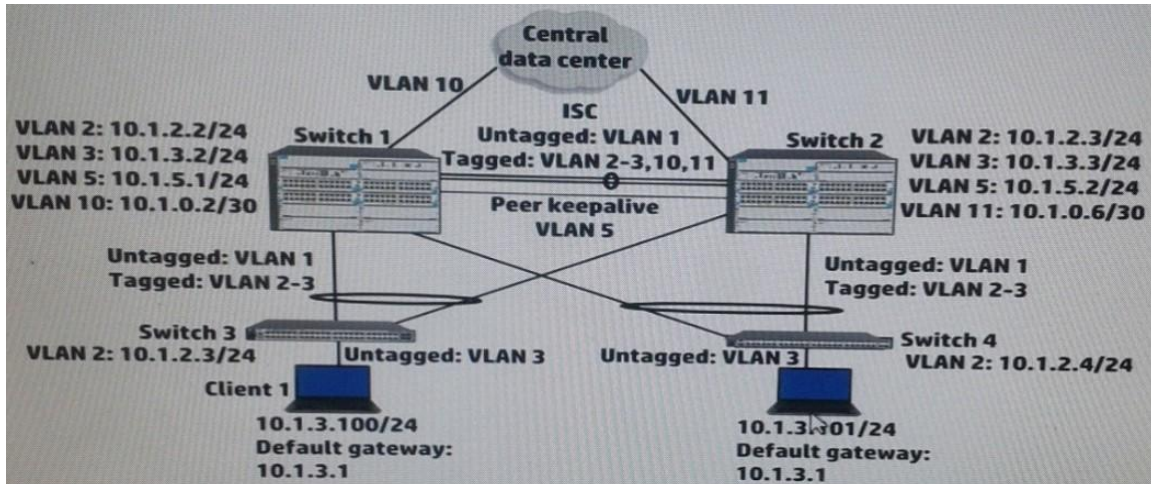 Central
data center
VLAN 10
VLAN 11
ISC
Untagged: VLAN 1
Tagged: VLAN 2-3,10,11
Switch 1
VLAN 2: 10.1.2.2/24
VLAN 3: 10.1.3.2/24
VLAN 5: 10.1.5.1/24
VLAN 10: 10.1.0.2/30
Switch 2
VLAN 2: 10.1.2.3/24
VLAN 3: 10.1.3.3/24
VLAN 5: 10.1.5.2/24
VLAN 11: 10.1.0.6/30
Peer keepalive
VLAN 5
Untagged: VLAN 1
Tagged: VLAN 2-3
Untagged: VLAN 1
Tagged: VLAN 2-3
Switch 3
VLAN 2: 10.1.2.3/24
Untagged: VLAN 3
Untagged: VLAN 3
Switch 4
VLAN 2: 10.1.2.4/24
Client 1
10.1.3.100/24
Default gateway:
10.1.3.1
Default gateway:
10.1.3.1